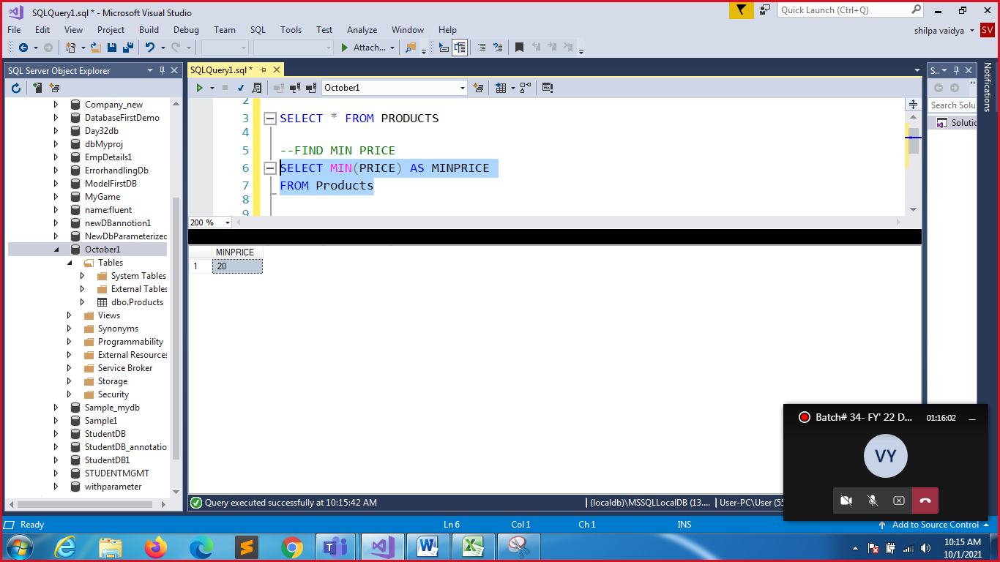 SQLQuery1.sql * - Microsoft Visual Studio
Quick Launch (Ctrl+Q)
File Edit View Project Build Debug Team SQL Tools Test Analyze Window Help
shilpa vaidya SV
Attach...
SQL Server Object Explorer
SQLQuery1.sql *
S..
Notifications
October1
Search Solu
Solutio
Company_new
DatabaseFirstDemo
Day32db
dbMyproj
EmpDetails1
ErrorhandlingDb
ModelFirstDB
MyGame
name:fluent
newDBannotion1
NewDbParameterized
October1
Tables
System Tables
External Tables
dbo.Products
Views
Synonyms
Programmability
External Resources
Service Broker
Storage
Security
Sample_mydb
Sample1
StudentDB
StudentDB_annotatio
StudentDB1
STUDENTMGMT
withparameter
2
3 SELECT * FROM PRODUCTS
4
5 --FIND MIN PRICE
6 SELECT MIN(PRICE) AS MINPRICE
7 FROM Products
8
9
200 %
MINPRICE
1 20
Batch# 34- FY' 22 D... 01:16:02
VY
Query executed successfully at 10:15:42 AM
(localdb)\MSSQLLocalDB (13.... User-PC\User (55
Ready Ln 6 Col 1 Ch 1 INS Add to Source Control
10:15 AM
10/1/2021